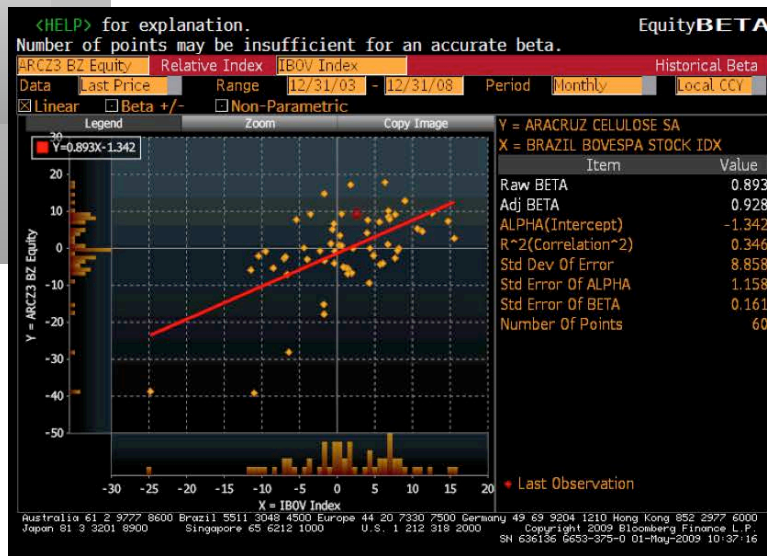 <HELP> for explanation. EquityBETA
Number of points may be insufficient for an accurate beta.
ARCZ3 BZ Equity Relative Index IBOV Index Historical Beta
Data Last Price Range 12/31/03 - 12/31/08 Period Monthly Local CCY
Linear Beta +/- Non-Parametric
Legend Zoom Copy Image
Y = ARACRUZ CELULOSE SA
X = BRAZIL BOVESPA STOCK IDX
Item Value
Raw BETA 0.893
Adj BETA 0.928
ALPHA(Intercept) -1.342
R^2(Correlation^2) 0.346
Std Dev Of Error 8.858
Std Error Of ALPHA 1.158
Std Error Of BETA 0.161
Number Of Points 60
* Last Observation
Y=0.893X-1.342
30
20
10
0
-10
-20
-30
-40
-50
Y = ARCZ3 BZ Equity
-30 -25 -20 -15 -10 -5 0 5 10 15 20
X = IBOV Index
Australia 61 2 9777 8600 Brazil 5511 3048 4500 Europe 44 20 7330 7500 Germany 49 69 9204 1210 Hong Kong 852 2977 6000
Japan 81 3 3201 8900 Singapore 65 6212 1000 U.S. 1 212 318 2000 Copyright 2009 Bloomberg Finance L.P.
SN 636136 G653-375-0 01-May-2009 10:37:16